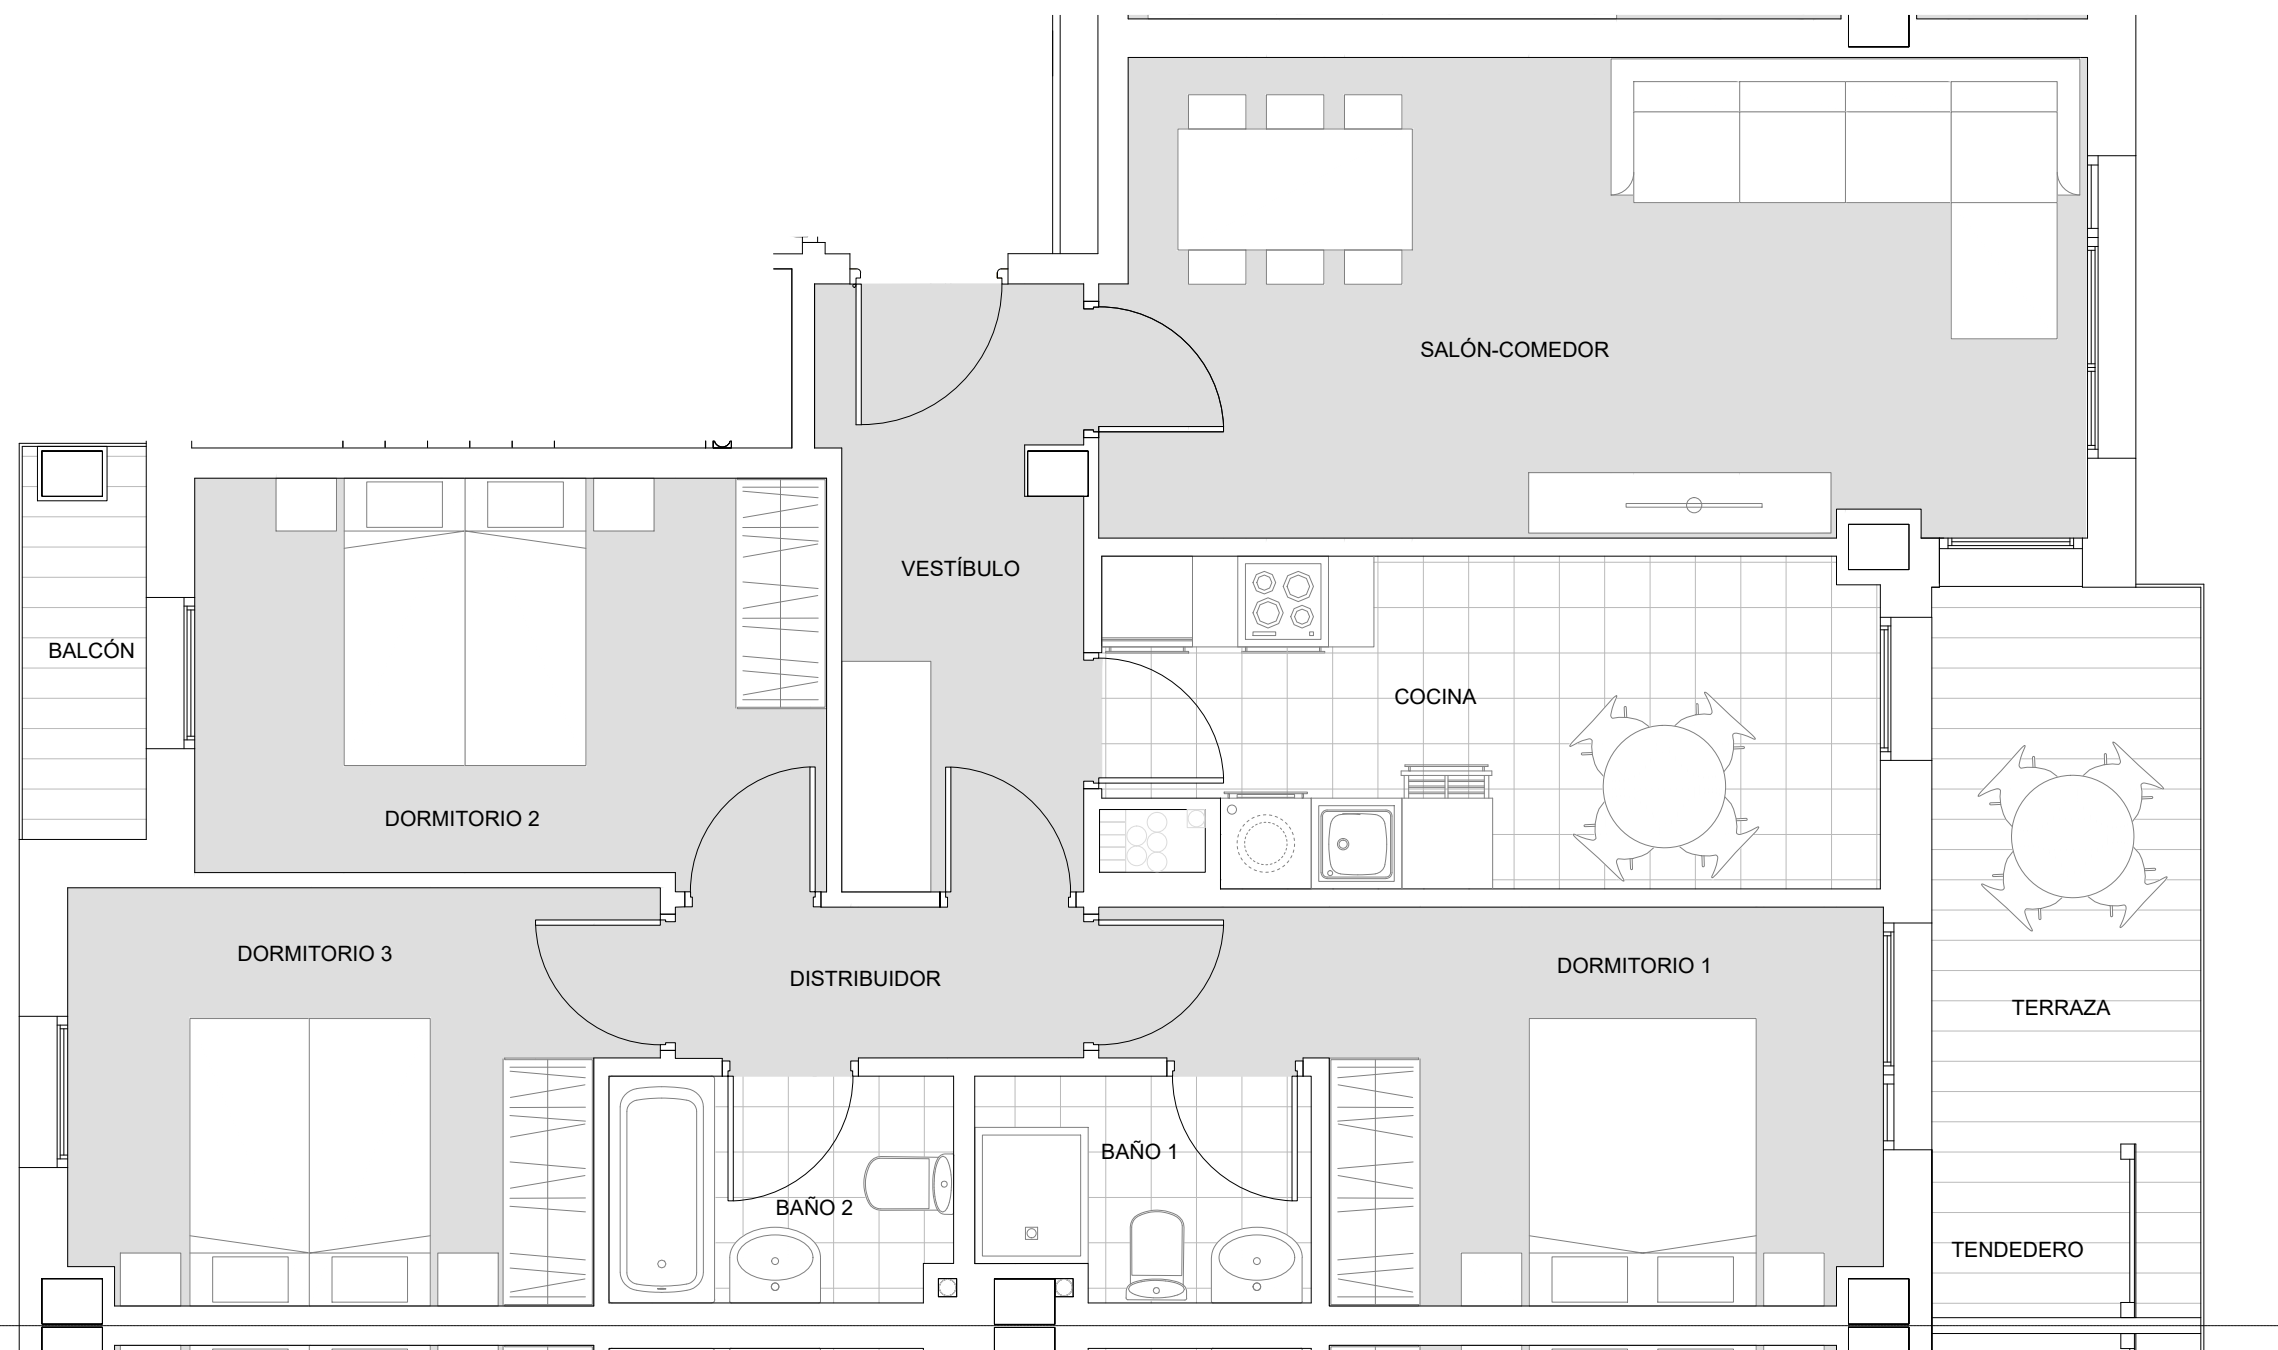 SALÓN-COMEDOR
VESTÍBULO
BALCÓN
COCINA
DORMITORIO 2
DORMITORIO 3
DISTRIBUIDOR
DORMITORIO 1
TERRAZA
BAÑO 1
BAÑO 2
TENDEDERO